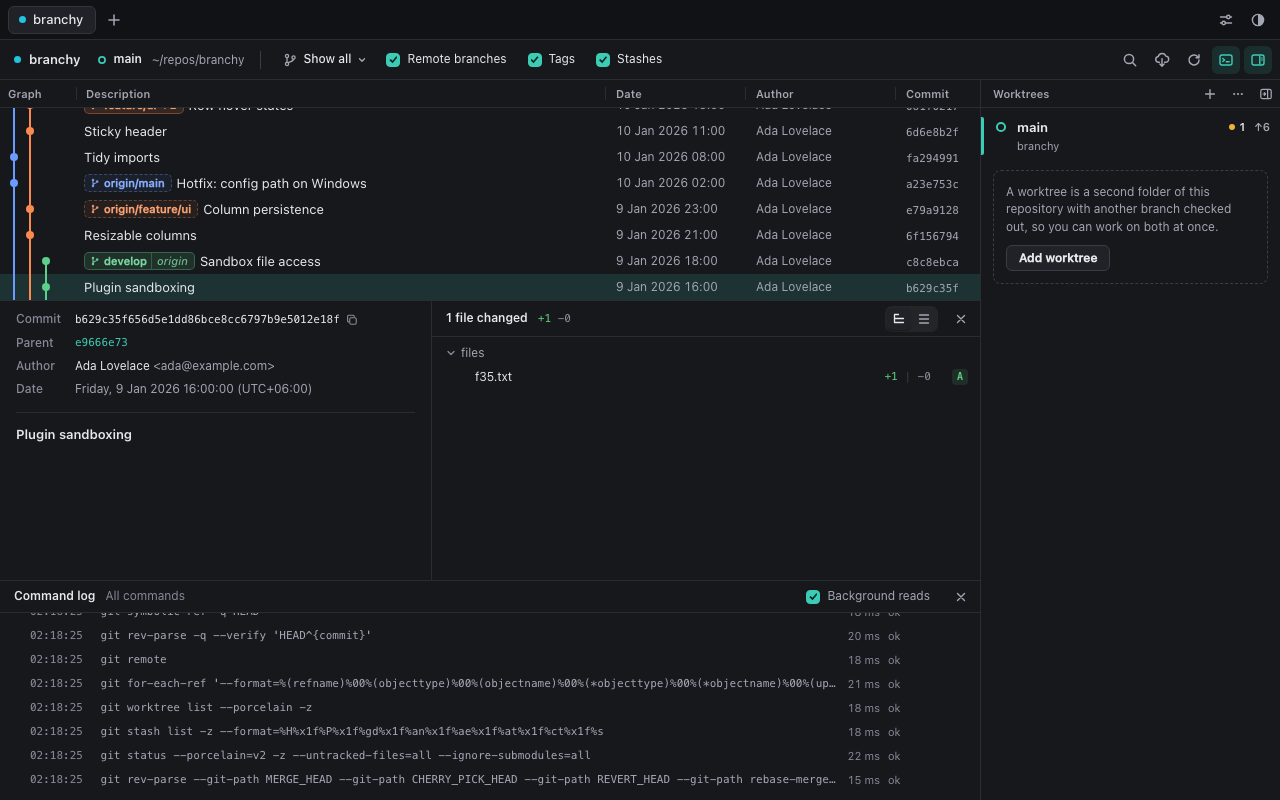 branchy
branchy main ~/repos/branchy Show all Remote branches Tags Stashes
Graph Description Date Author Commit Worktrees
Sticky header 10 Jan 2026 11:00 Ada Lovelace 6d6e8b2f
Tidy imports 10 Jan 2026 08:00 Ada Lovelace fa294991
origin/main Hotfix: config path on Windows 10 Jan 2026 02:00 Ada Lovelace a23e753c
origin/feature/ui Column persistence 9 Jan 2026 23:00 Ada Lovelace e79a9128
Resizable columns 9 Jan 2026 21:00 Ada Lovelace 6f156794
develop origin Sandbox file access 9 Jan 2026 18:00 Ada Lovelace c8c8ebca
Plugin sandboxing 9 Jan 2026 16:00 Ada Lovelace b629c35f
main 1 ↑6
branchy
A worktree is a second folder of this
repository with another branch checked
out, so you can work on both at once.
Add worktree
Commit b629c35f656d5e1dd86bce8cc6797b9e5012e18f
Parent e9666e73
Author Ada Lovelace <ada@example.com>
Date Friday, 9 Jan 2026 16:00:00 (UTC+06:00)
Plugin sandboxing
1 file changed +1 −0
files
f35.txt +1 | −0 A
Command log All commands Background reads
02:18:25 git symbolic-ref -q HEAD 18 ms ok
02:18:25 git rev-parse -q --verify 'HEAD^{commit}' 20 ms ok
02:18:25 git remote 18 ms ok
02:18:25 git for-each-ref '--format=%(refname)%00%(objecttype)%00%(objectname)%00(*objecttype)%00%(*objectname)%00%(up… 21 ms ok
02:18:25 git worktree list --porcelain -z 18 ms ok
02:18:25 git stash list -z --format=%H%x1f%P%x1f%gd%x1f%an%x1f%ae%x1f%at%x1f%ct%x1f%s 18 ms ok
02:18:25 git status --porcelain=v2 -z --untracked-files=all --ignore-submodules=all 22 ms ok
02:18:25 git rev-parse --git-path MERGE_HEAD --git-path CHERRY_PICK_HEAD --git-path REVERT_HEAD --git-path rebase-merge… 15 ms ok